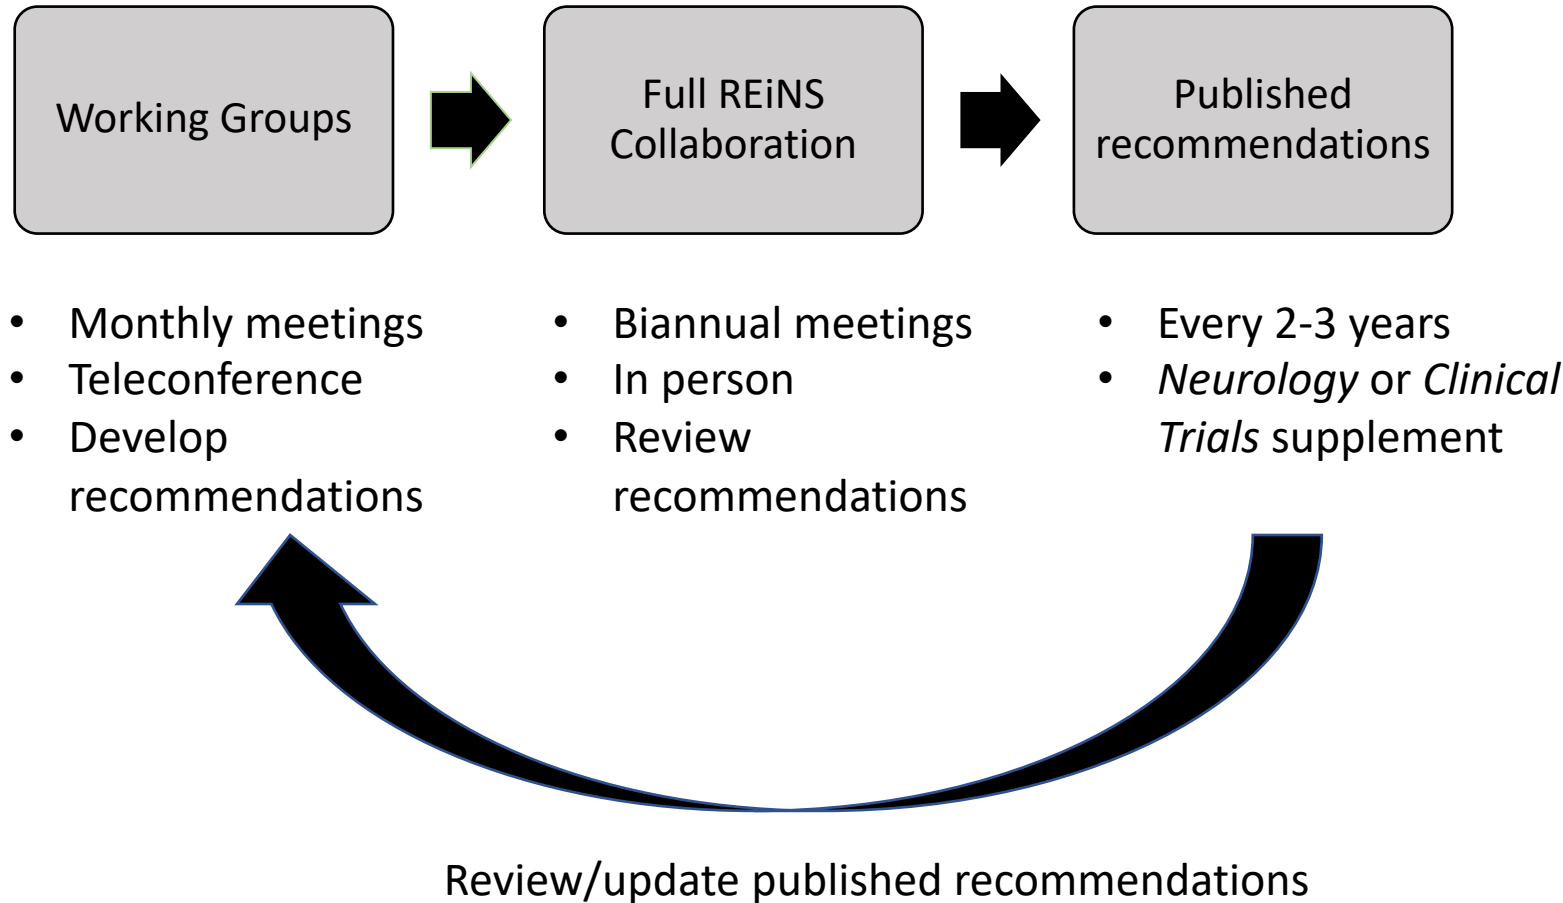 Working Groups
Full REiNS
Collaboration
Published
recommendations
• Monthly meetings
• Teleconference
• Develop
recommendations
• Biannual meetings
• In person
• Review
recommendations
• Every 2-3 years
• Neurology or Clinical
Trials supplement
Review/update published recommendations